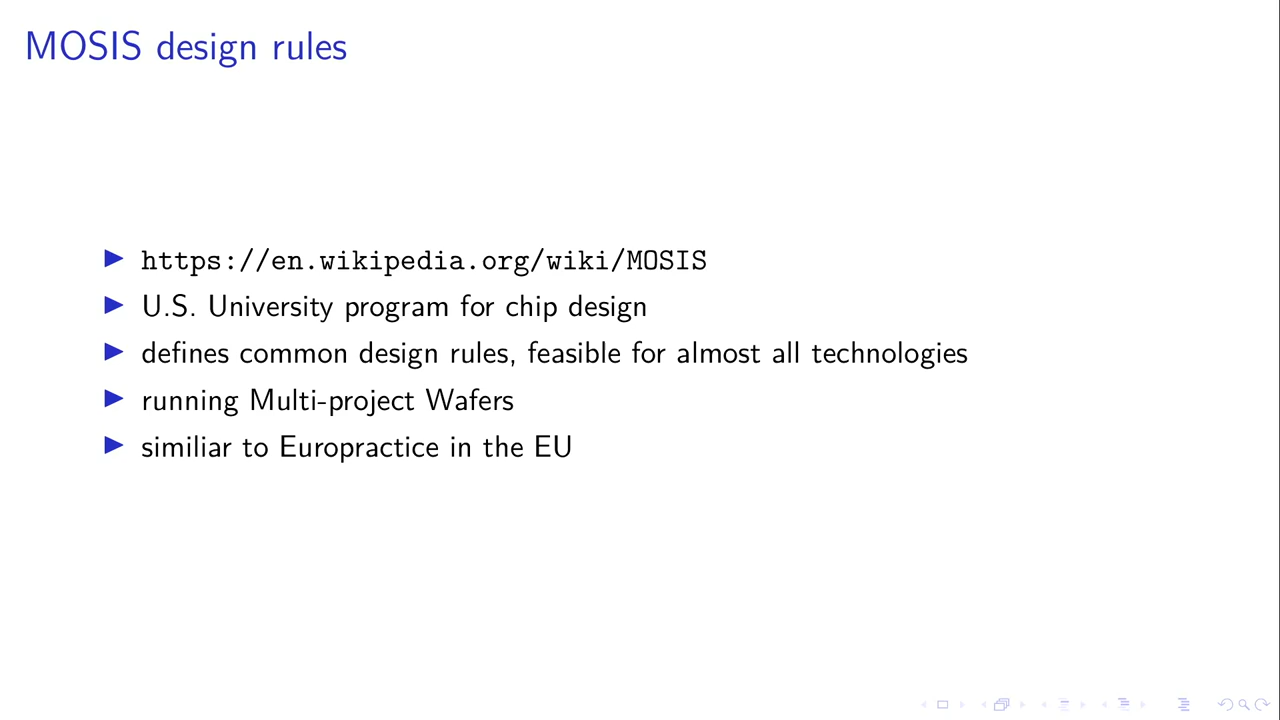 MOSIS design rules
https://en.wikipedia.org/wiki/MOSIS
U.S. University program for chip design
defines common design rules, feasible for almost all technologies
running Multi-project Wafers
similiar to Europractice in the EU